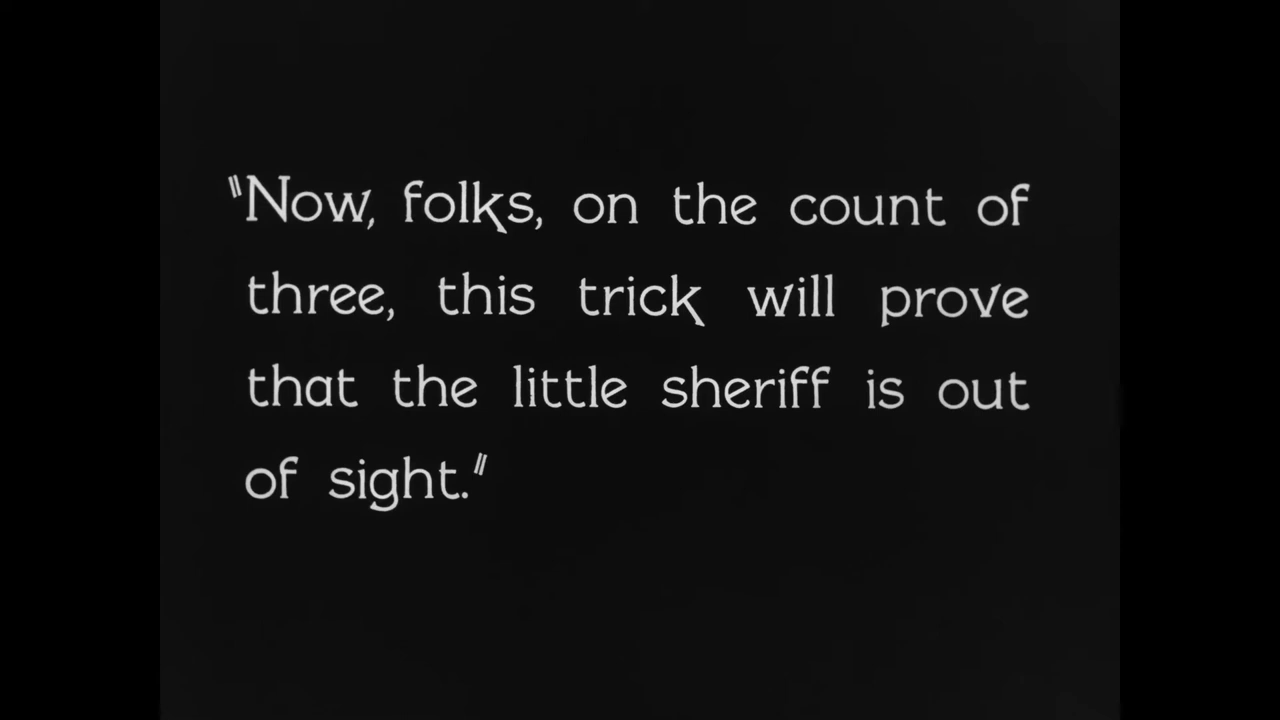 "Now, folks, on the count of
three, this trick will prove
that the little sheriff is out
of sight."